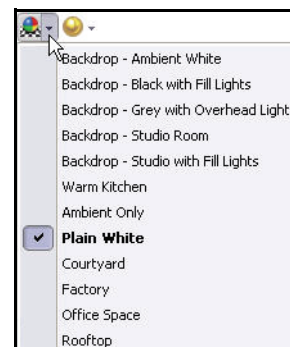 Backdrop - Ambient White
Backdrop - Black with Fill Lights
Backdrop - Grey with Overhead Light
Backdrop - Studio Room
Backdrop - Studio with Fill Lights
Warm Kitchen
Ambient Only
Plain White
Courtyard
Factory
Office Space
Rooftop